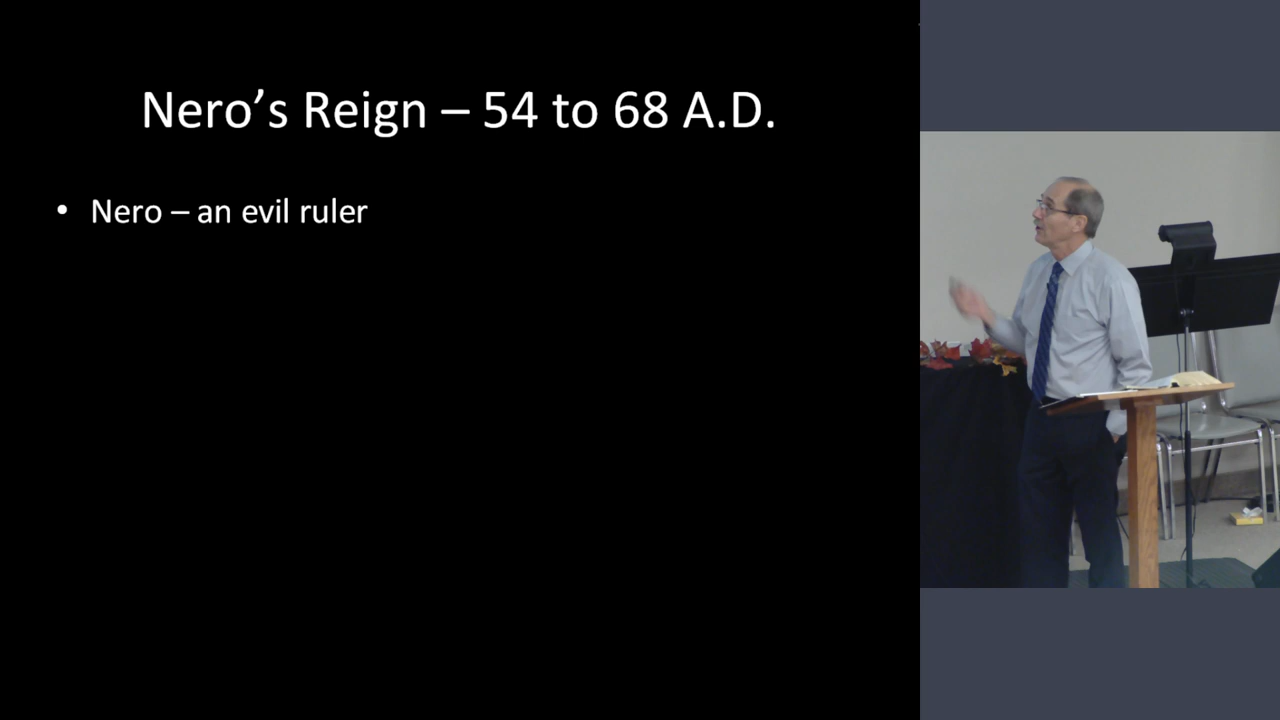 Nero’s Reign – 54 to 68 A.D.
• Nero – an evil ruler